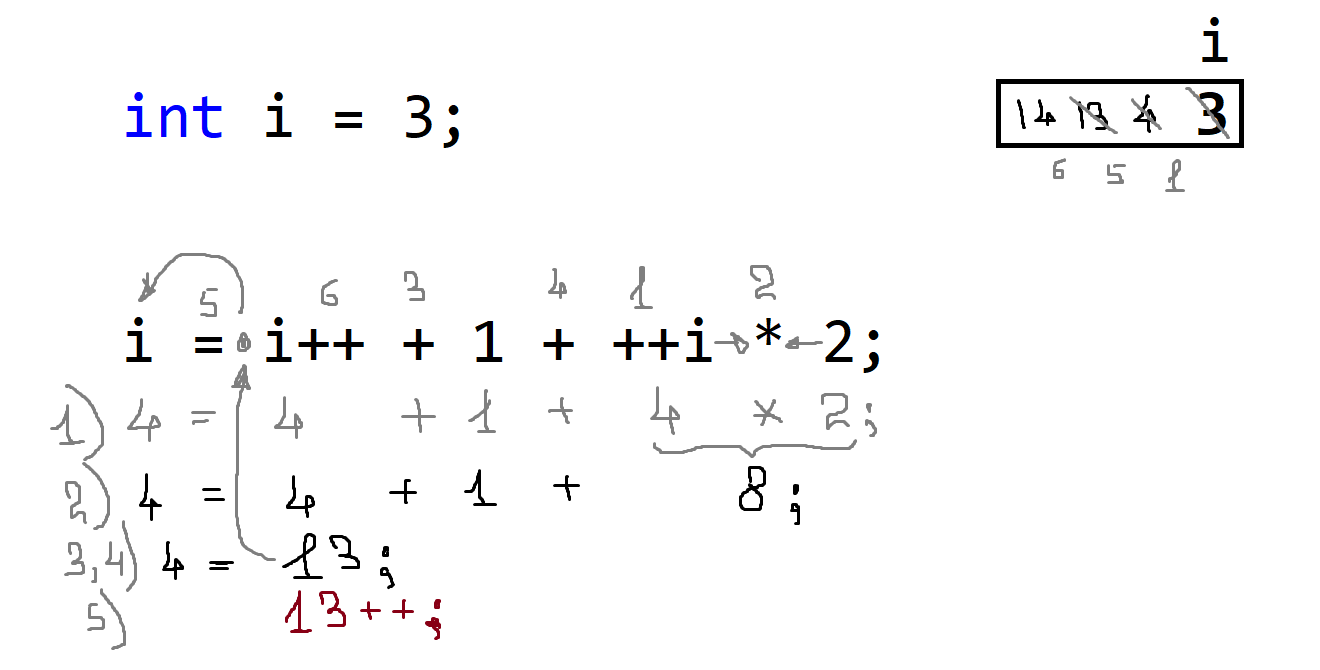 i
int i = 3;
14 13 4 3
6 5 1
5 6 3 4 1 2
i = i++ + 1 + ++i * 2;
1) 4 = 4 + 1 + 4 * 2;
2) 4 = 4 + 1 + 8;
3,4) 4 = 13;
5) 13++;